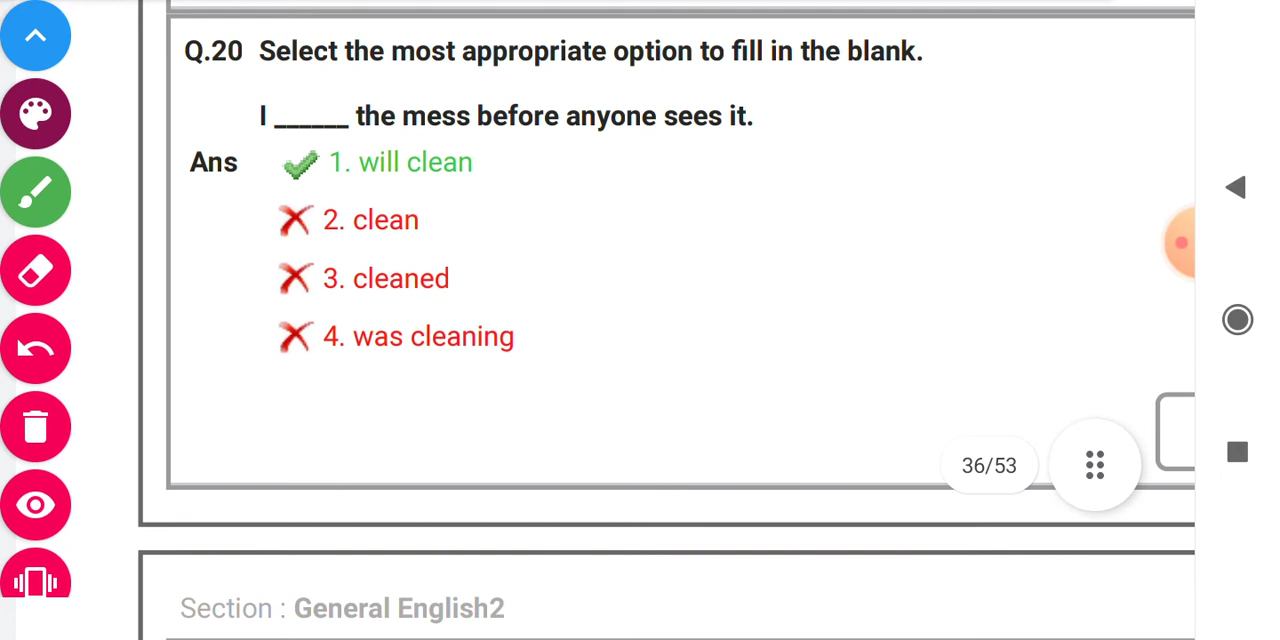 Q.20 Select the most appropriate option to fill in the blank.
I ______ the mess before anyone sees it.
Ans 1. will clean
2. clean
3. cleaned
4. was cleaning
36/53
Section : General English2